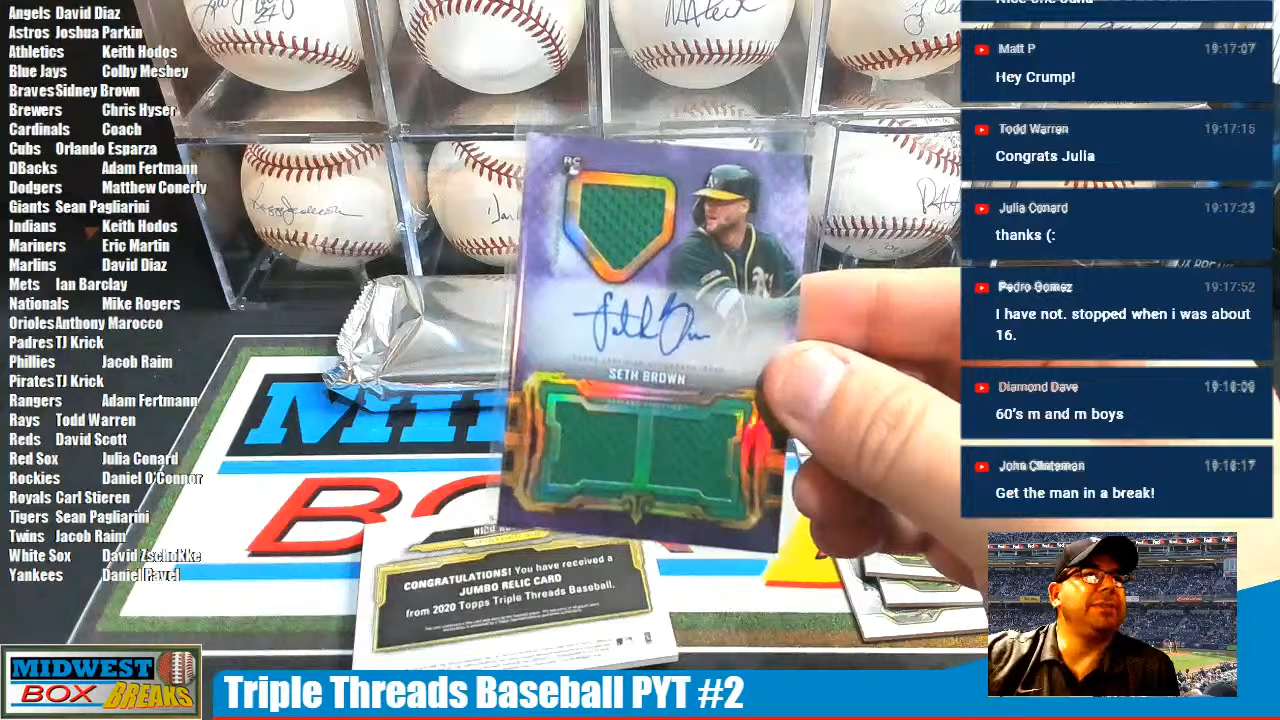 Angels David Diaz
Astros Joshua Parkin
Athletics Keith Hodos
Blue Jays Colby Meshey
Braves Sidney Brown
Brewers Chris Hyser
Cardinals Coach
Cubs Orlando Esparza
DBacks Adam Fertmann
Dodgers Matthew Conerly
Giants Sean Pagliarini
Indians Keith Hodos
Mariners Eric Martin
Marlins David Diaz
Mets Ian Barclay
Nationals Mike Rogers
Orioles Anthony Marocco
Padres TJ Krick
Phillies Jacob Raim
Pirates TJ Krick
Rangers Adam Fertmann
Rays Todd Warren
Reds David Scott
Red Sox Julia Conard
Rockies Daniel O'Connor
Royals Carl Stieren
Tigers Sean Pagliarini
Twins Jacob Raim
White Sox David
Yankees Daniel Pavel
MIDWEST
BOX BREAKS
Triple Threads Baseball PYT #2
RC
SETH BROWN
MID
BO
CONGRATULATIONS! You have received a
JUMBO RELIC CARD
from 2020 Topps Triple Threads Baseball.
Matt P 19:17:07
Hey Crump!
Todd Warren 19:17:15
Congrats Julia
Julia Conard 19:17:23
thanks (:
Pedro Gomez 19:17:52
I have not. stopped when i was about
16.
Diamond Dave 19:18:09
60's m and m boys
John 19:18:17
Get the man in a break!